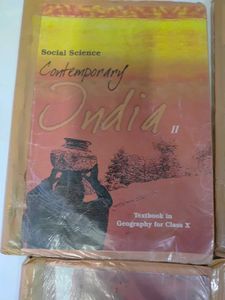 Social Science
Contemporary
India II
Textbook in
Geography for Class X